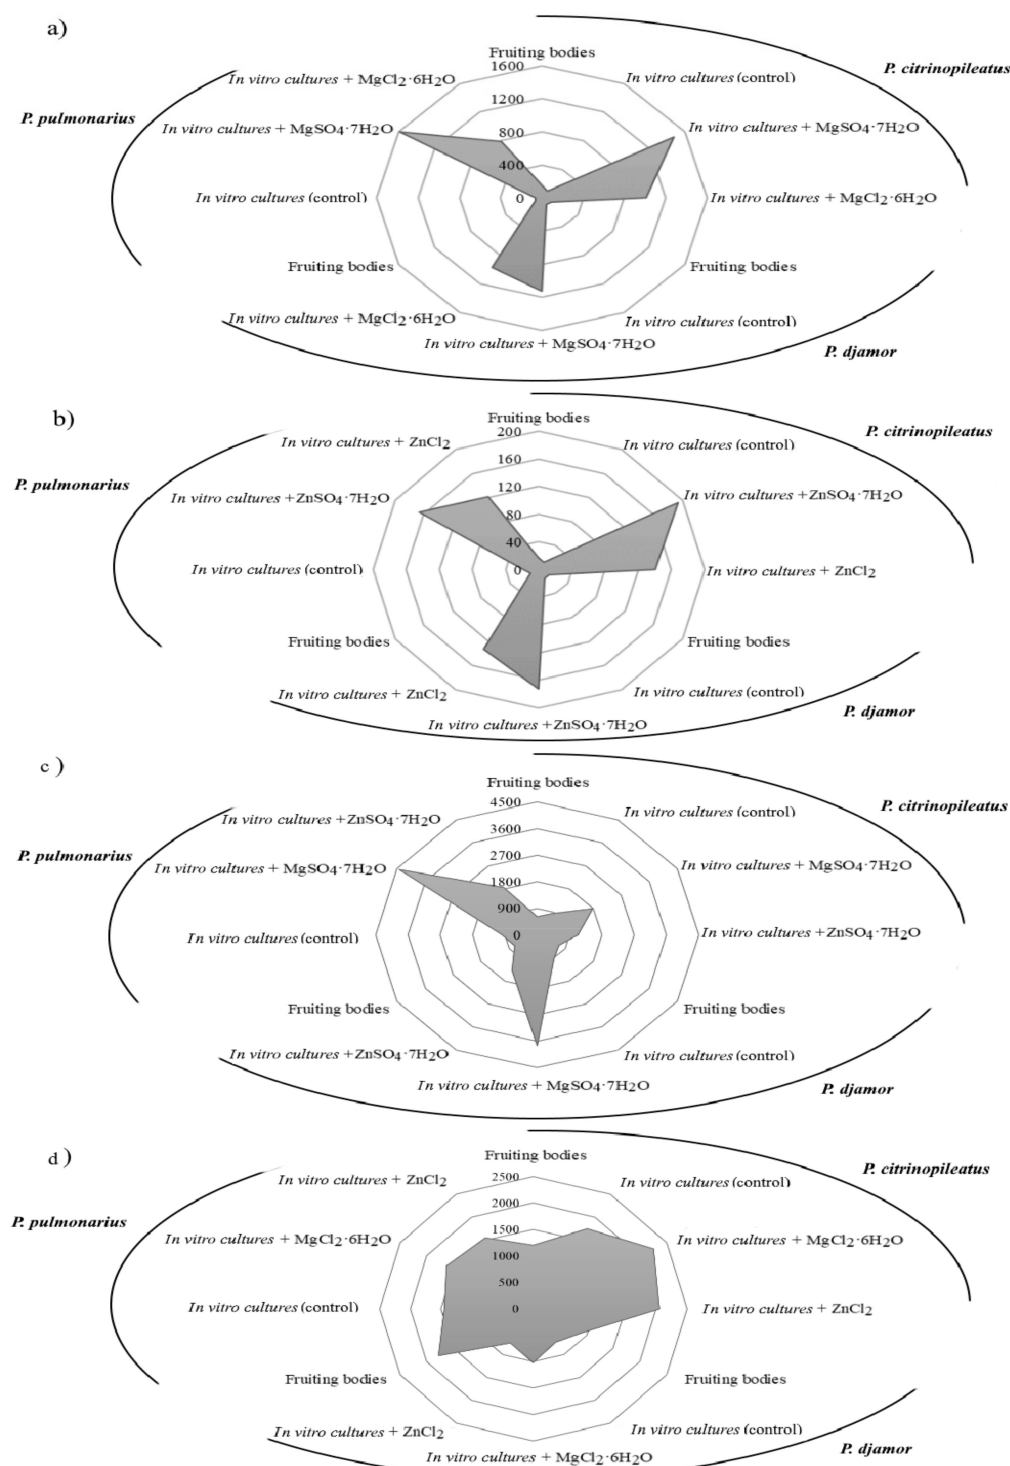 a)
Fruiting bodies
1600
In vitro cultures + MgCl2·6H2O
In vitro cultures (control)
P. citrinopileatus
1200
P. pulmonarius
In vitro cultures + MgSO4·7H2O
In vitro cultures + MgSO4·7H2O
800
400
In vitro cultures (control)
0
In vitro cultures + MgCl2·6H2O
Fruiting bodies
Fruiting bodies
In vitro cultures + MgCl2·6H2O
In vitro cultures (control)
In vitro cultures + MgSO4·7H2O
P. djamor
b)
Fruiting bodies
200
P. citrinopileatus
In vitro cultures + ZnCl2
In vitro cultures (control)
160
P. pulmonarius
120
In vitro cultures +ZnSO4·7H2O
In vitro cultures +ZnSO4·7H2O
80
40
In vitro cultures (control)
0
In vitro cultures + ZnCl2
Fruiting bodies
Fruiting bodies
In vitro cultures + ZnCl2
In vitro cultures (control)
P. djamor
In vitro cultures +ZnSO4·7H2O
c )
Fruiting bodies
4500
P. citrinopileatus
In vitro cultures +ZnSO4·7H2O
In vitro cultures (control)
3600
P. pulmonarius
2700
In vitro cultures + MgSO4·7H2O
In vitro cultures + MgSO4·7H2O
1800
900
In vitro cultures (control)
0
In vitro cultures +ZnSO4·7H2O
Fruiting bodies
Fruiting bodies
In vitro cultures +ZnSO4·7H2O
In vitro cultures (control)
In vitro cultures + MgSO4·7H2O
P. djamor
d )
Fruiting bodies
2500
P. citrinopileatus
In vitro cultures + ZnCl2
In vitro cultures (control)
2000
P. pulmonarius
1500
In vitro cultures + MgCl2·6H2O
In vitro cultures + MgCl2·6H2O
1000
500
In vitro cultures (control)
0
In vitro cultures + ZnCl2
Fruiting bodies
Fruiting bodies
In vitro cultures + ZnCl2
In vitro cultures (control)
P. djamor
In vitro cultures + MgCl2·6H2O